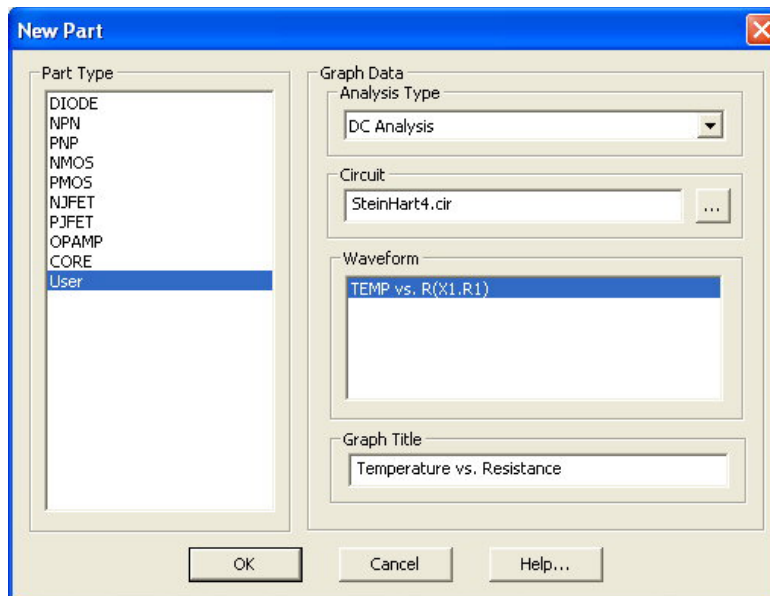 New Part
Part Type
DIODE
NPN
PNP
NMOS
PMOS
NJFET
PJFET
OPAMP
CORE
User
Graph Data
Analysis Type
DC Analysis
Circuit
SteinHart4.cir
...
Waveform
TEMP vs. R(X1.R1)
Graph Title
Temperature vs. Resistance
OK
Cancel
Help...